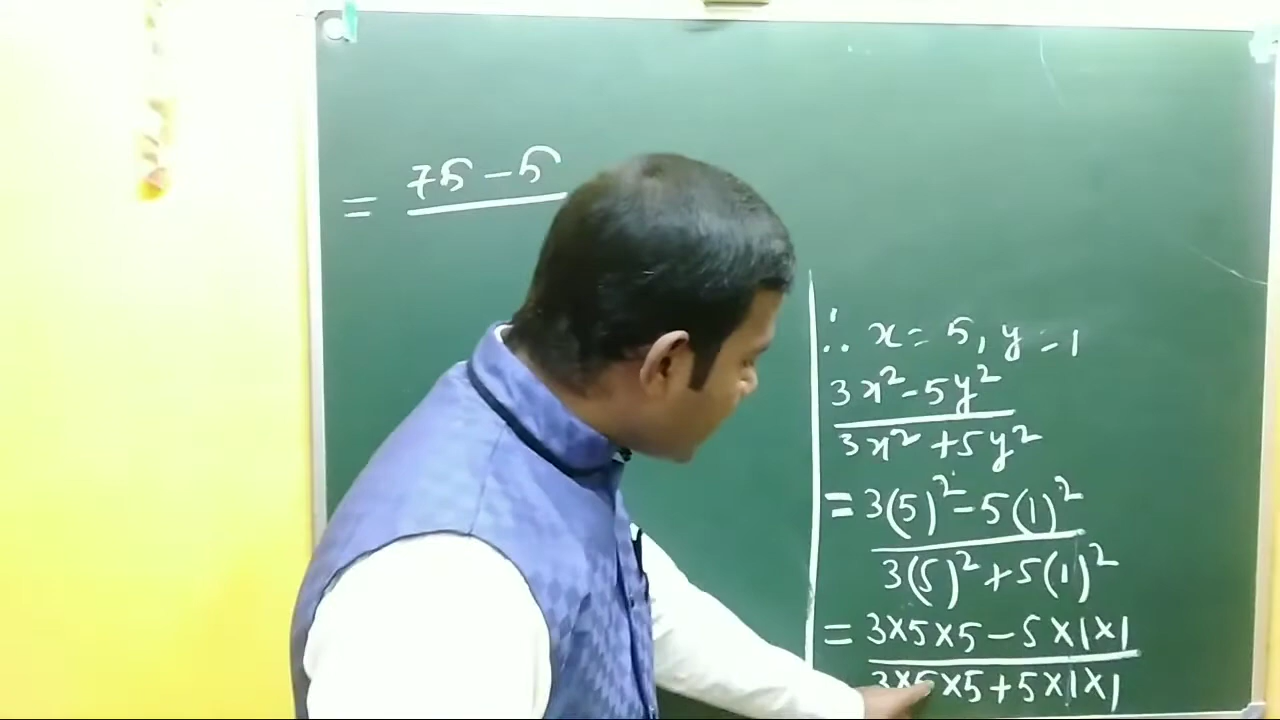 = 75 - 5
∴ x = 5, y = 1
3x² - 5y²
3x² + 5y²
= 3(5)² - 5(1)²
3(5)² + 5(1)²
= 3×5×5 - 5×1×1
3×5×5 + 5×1×1